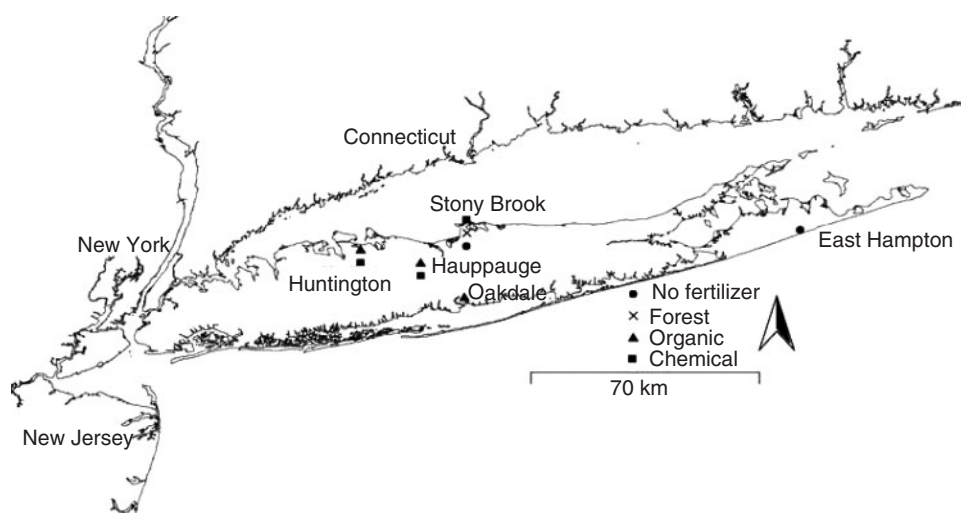 Connecticut
Stony Brook
New York
East Hampton
Hauppauge
Huntington
Oakdale
No fertilizer
Forest
Organic
Chemical
70 km
New Jersey